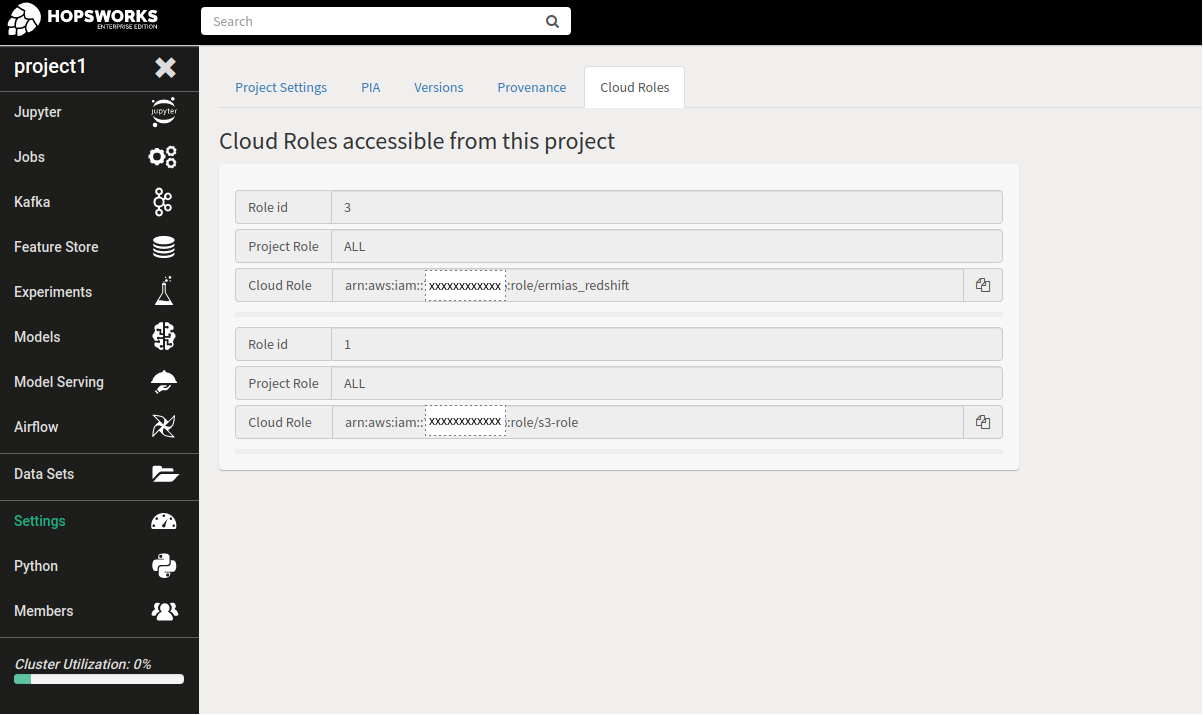 HOPSWORKS
ENTERPRISE EDITION
Search
project1
Jupyter
jupyter
Jobs
Kafka
Feature Store
Experiments
Models
Model Serving
Airflow
Data Sets
Settings
Python
Members
Cluster Utilization: 0%
Project Settings PIA Versions Provenance Cloud Roles
Cloud Roles accessible from this project
Role id 3
Project Role ALL
Cloud Role arn:aws:iam::xxxxxxxxxxxx:role/ermias_redshift
Role id 1
Project Role ALL
Cloud Role arn:aws:iam::xxxxxxxxxxxx:role/s3-role